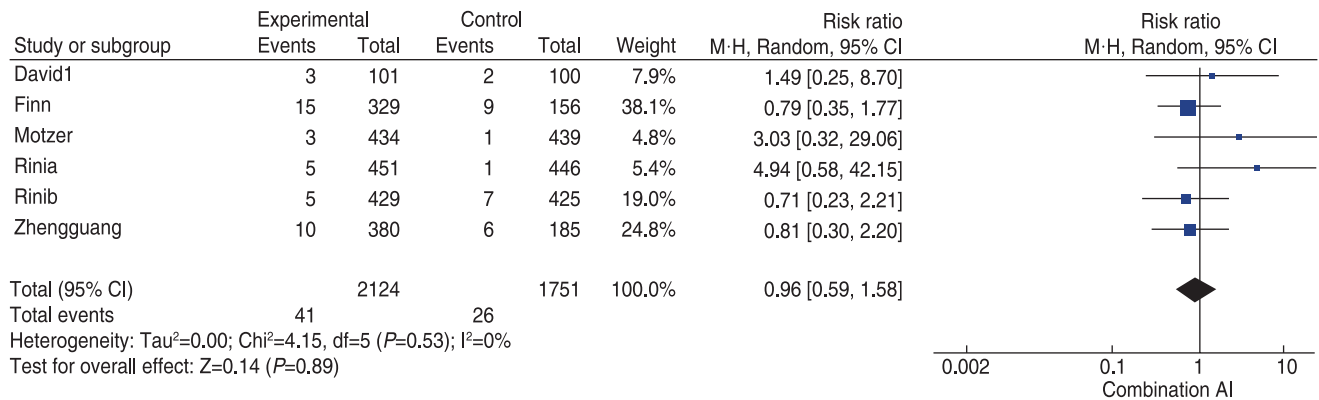 Experimental Control Risk ratio Risk ratio
Study or subgroup Events Total Events Total Weight M·H, Random, 95% CI M·H, Random, 95% CI
David1 3 101 2 100 7.9% 1.49 [0.25, 8.70]
Finn 15 329 9 156 38.1% 0.79 [0.35, 1.77]
Motzer 3 434 1 439 4.8% 3.03 [0.32, 29.06]
Rinia 5 451 1 446 5.4% 4.94 [0.58, 42.15]
Rinib 5 429 7 425 19.0% 0.71 [0.23, 2.21]
Zhengguang 10 380 6 185 24.8% 0.81 [0.30, 2.20]
Total (95% CI) 2124 1751 100.0% 0.96 [0.59, 1.58]
Total events 41 26
Heterogeneity: Tau²=0.00; Chi²=4.15, df=5 (P=0.53); I²=0%
Test for overall effect: Z=0.14 (P=0.89)
0.002 0.1 1 10
Combination AI